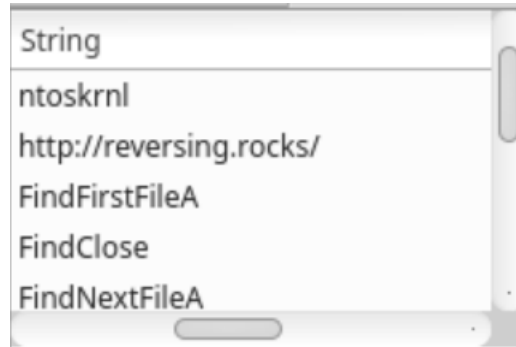 String
ntoskrnl
http://reversing.rocks/
FindFirstFileA
FindClose
FindNextFileA